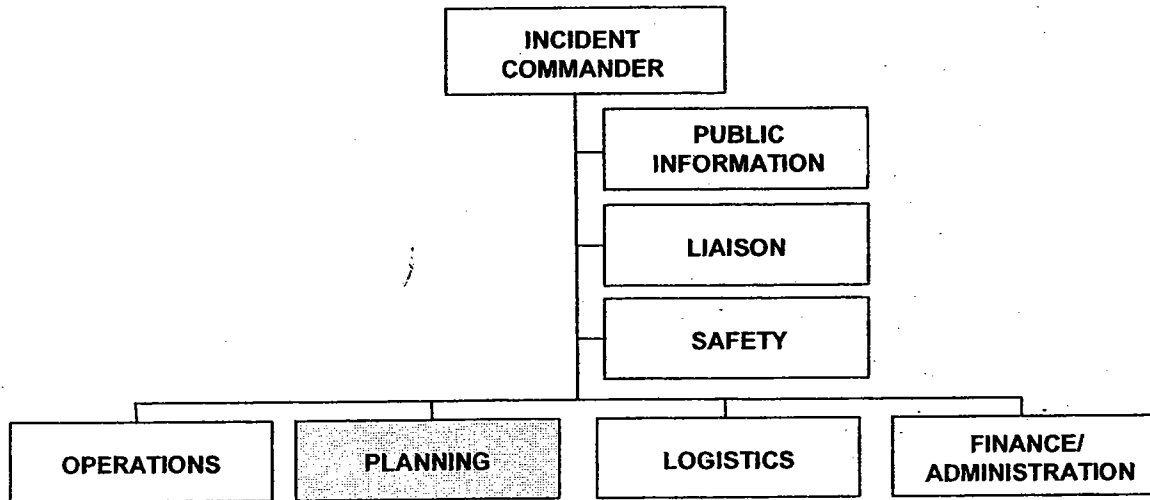 INCIDENT
COMMANDER
PUBLIC
INFORMATION
LIAISON
SAFETY
OPERATIONS
PLANNING
LOGISTICS
FINANCE/
ADMINISTRATION